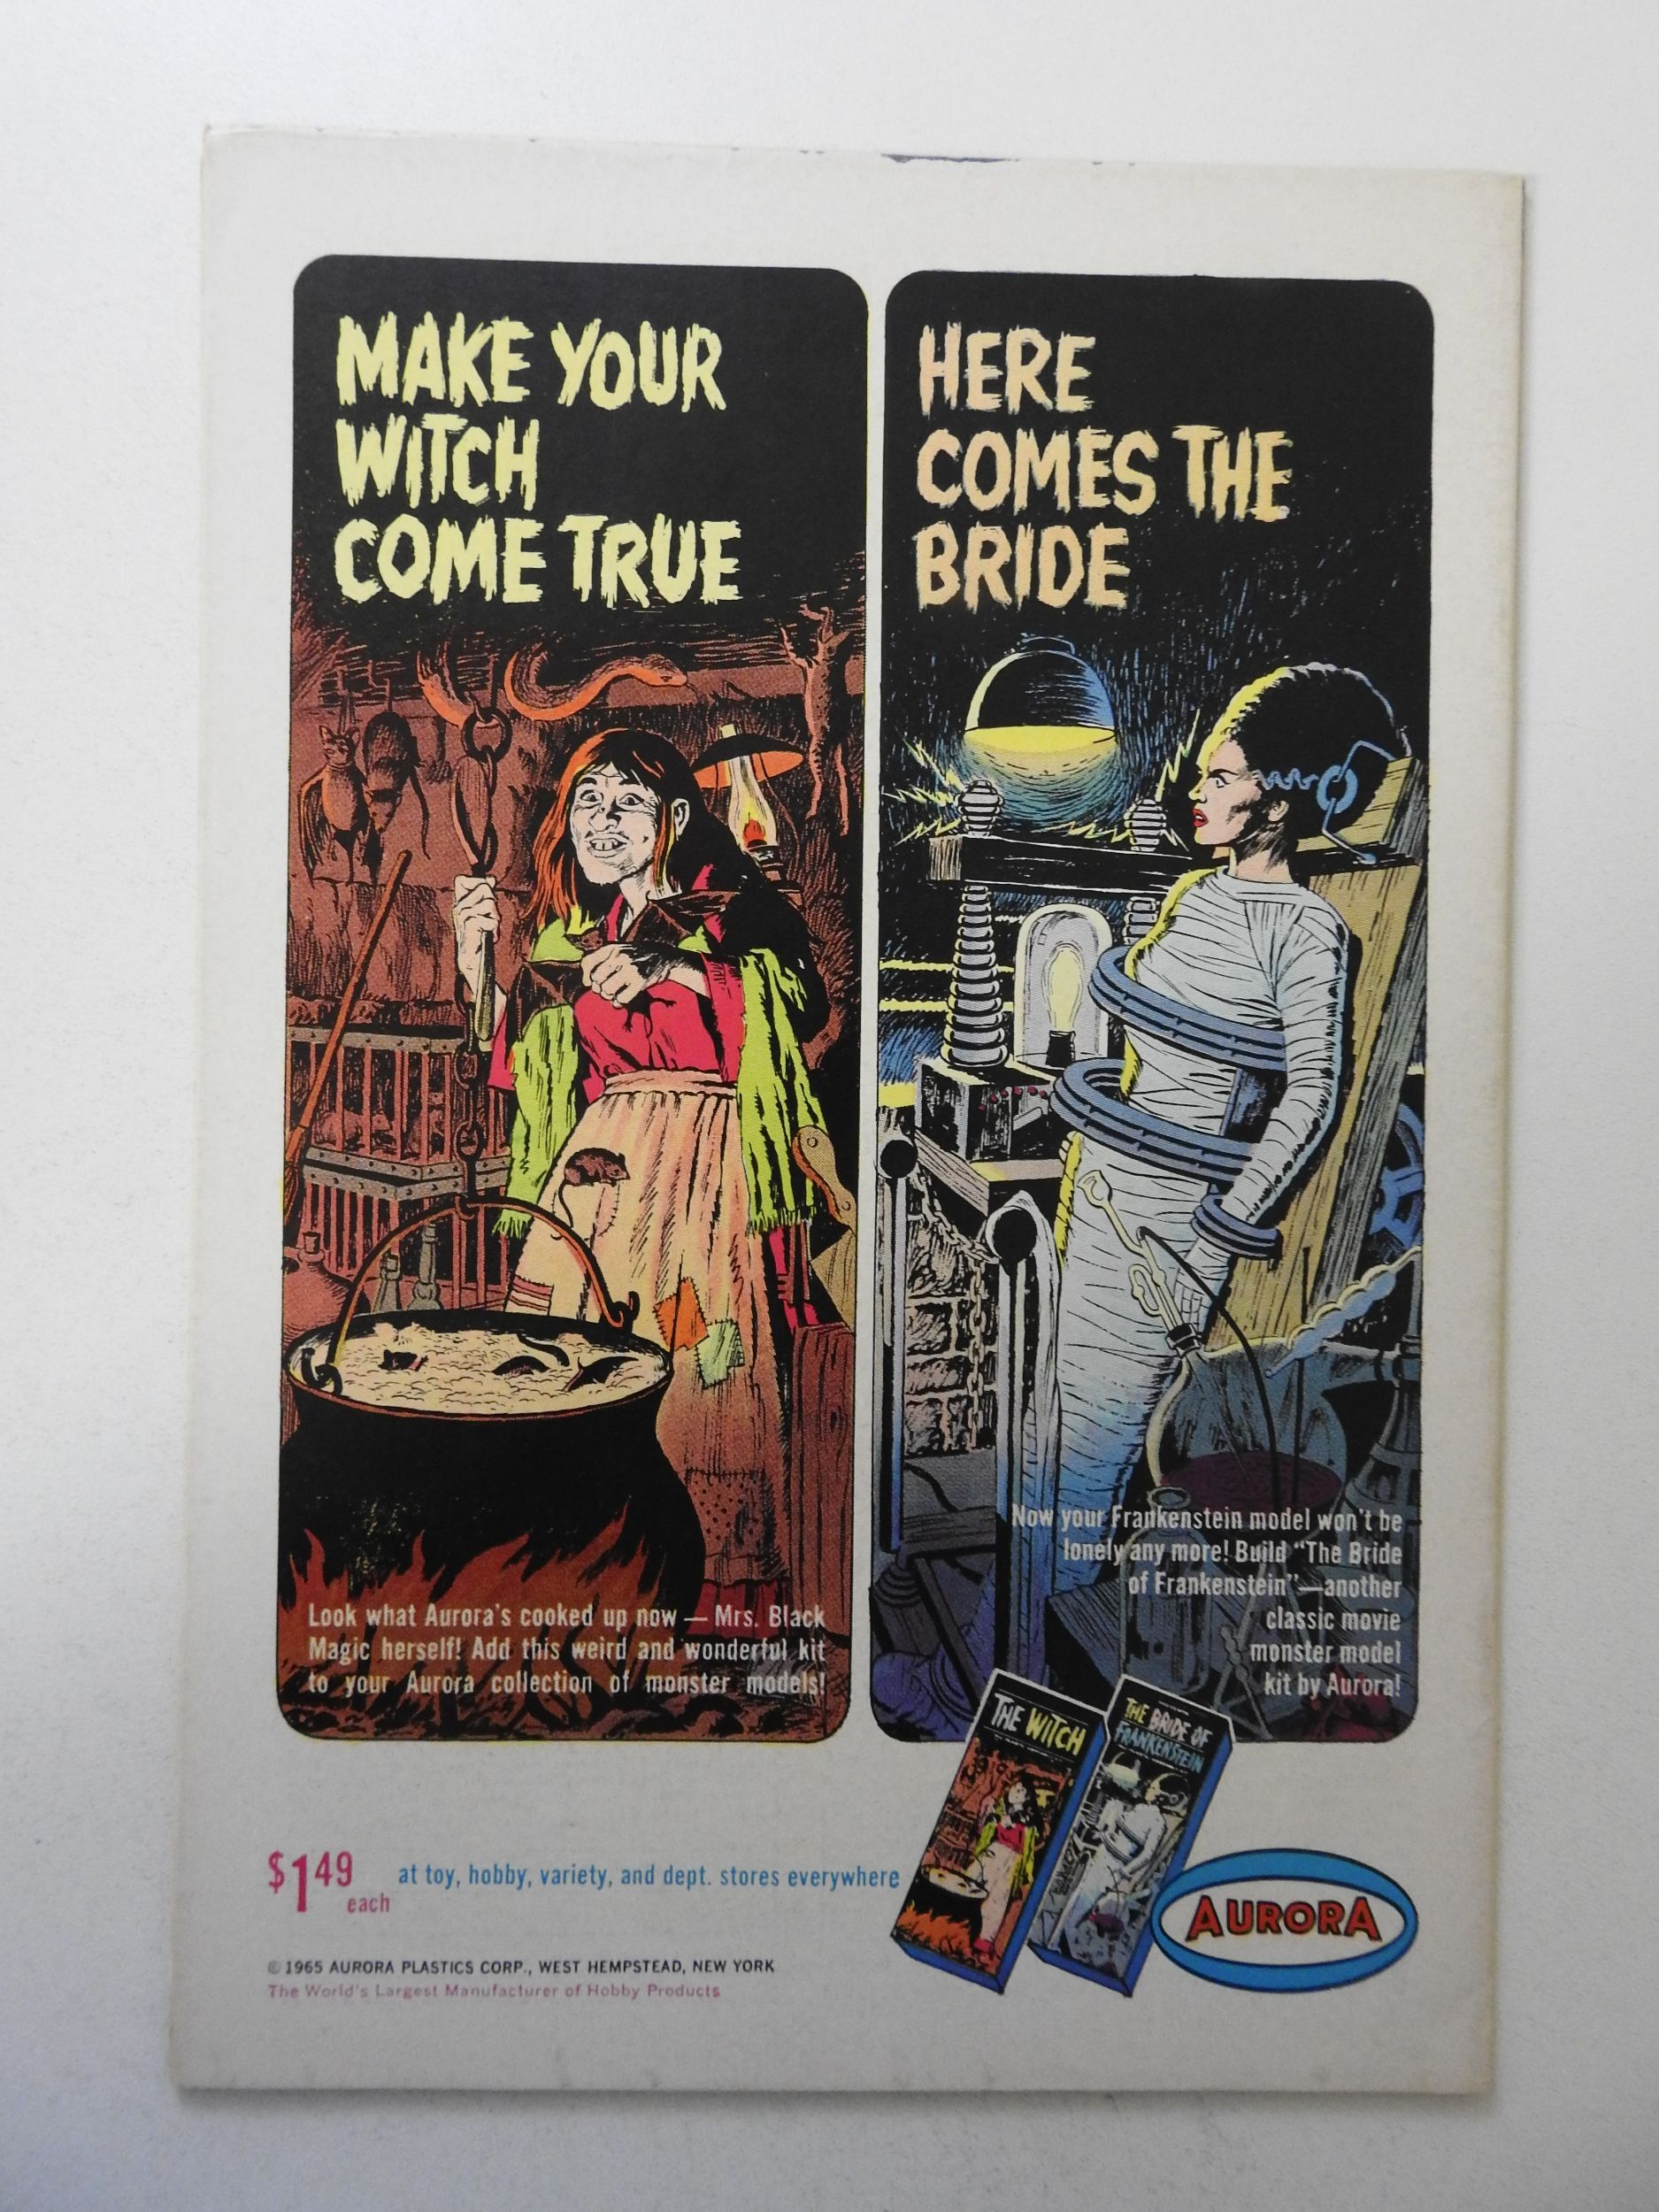 MAKE YOUR
WITCH
COME TRUE
Look what Aurora's cooked up now — Mrs. Black
Magic herself! Add this weird and wonderful kit
to your Aurora collection of monster models!
HERE
COMES THE
BRIDE
Now your Frankenstein model won't be
lonely any more! Build "The Bride
of Frankenstein"—another
classic movie
monster model
kit by Aurora!
THE WITCH
THE BRIDE OF
FRANKENSTEIN
$1.49 each at toy, hobby, variety, and dept. stores everywhere
AURORA
© 1965 AURORA PLASTICS CORP., WEST HEMPSTEAD, NEW YORK
The World's Largest Manufacturer of Hobby Products